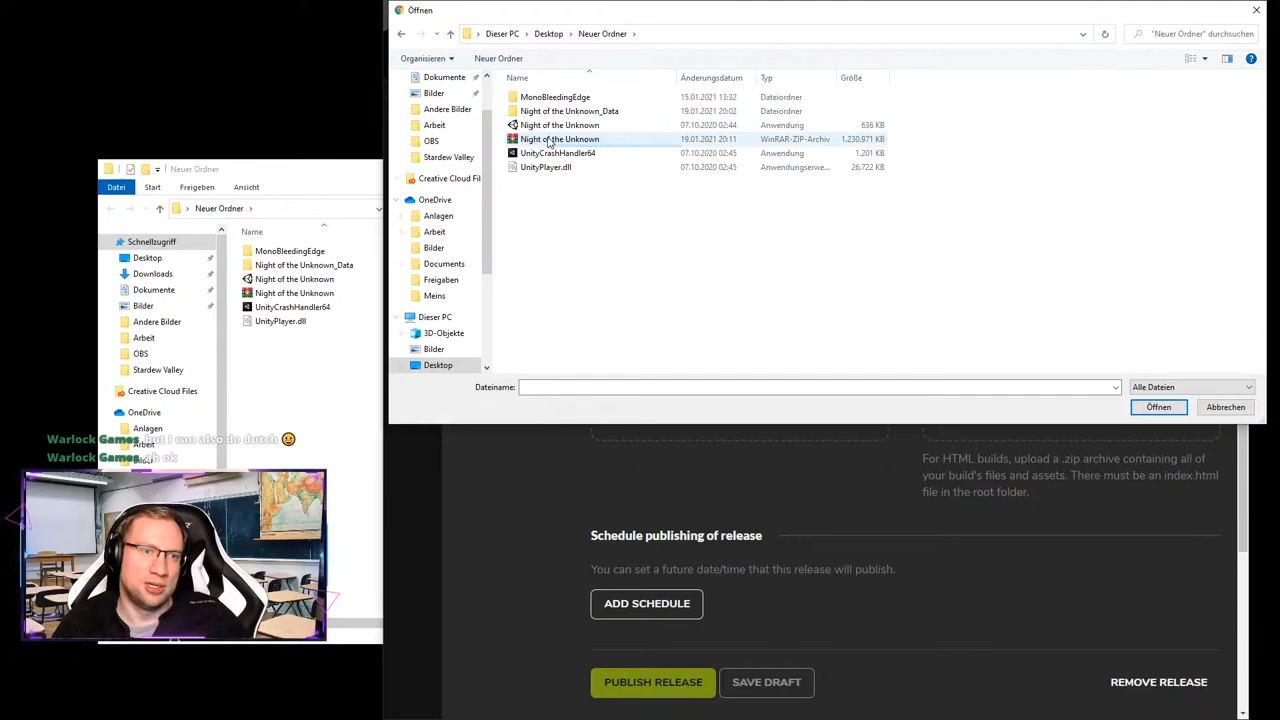 Öffnen
Dieser PC
Desktop
Neuer Ordner
"Neuer Ordner" durchsuchen
Organisieren
Neuer Ordner
Dokumente
Bilder
Andere Bilder
Arbeit
OBS
Stardew Valley
Creative Cloud Fil
OneDrive
Anlagen
Arbeit
Bilder
Documents
Freigaben
Meins
Dieser PC
3D-Objekte
Bilder
Desktop
Name Änderungsdatum Typ Größe
MonoBleedingEdge 15.01.2021 13:32 Dateiordner
Night of the Unknown_Data 19.01.2021 20:02 Dateiordner
Night of the Unknown 07.10.2020 02:44 Anwendung 636 KB
Night of the Unknown 19.01.2021 20:11 WinRAR-ZIP-Archiv 1.230.971 KB
UnityCrashHandler64 07.10.2020 02:45 Anwendung 1.201 KB
UnityPlayer.dll 07.10.2020 02:45 Anwendungserwe... 26.722 KB
Dateiname:
Alle Dateien
Öffnen
Abbrechen
Neuer Ordner
Datei
Start
Freigeben
Ansicht
Neuer Ordner
Schnellzugriff
Desktop
Downloads
Dokumente
Bilder
Andere Bilder
Arbeit
OBS
Stardew Valley
Creative Cloud Files
OneDrive
Anlagen
Arbeit
Name
MonoBleedingEdge
Night of the Unknown_Data
Night of the Unknown
Night of the Unknown
UnityCrashHandler64
UnityPlayer.dll
Warlock Games but I can also do dutch 😀
Warlock Games ah ok
For HTML builds, upload a .zip archive containing all of
your build's files and assets. There must be an index.html
file in the root folder.
Schedule publishing of release
You can set a future date/time that this release will publish.
ADD SCHEDULE
PUBLISH RELEASE
SAVE DRAFT
REMOVE RELEASE